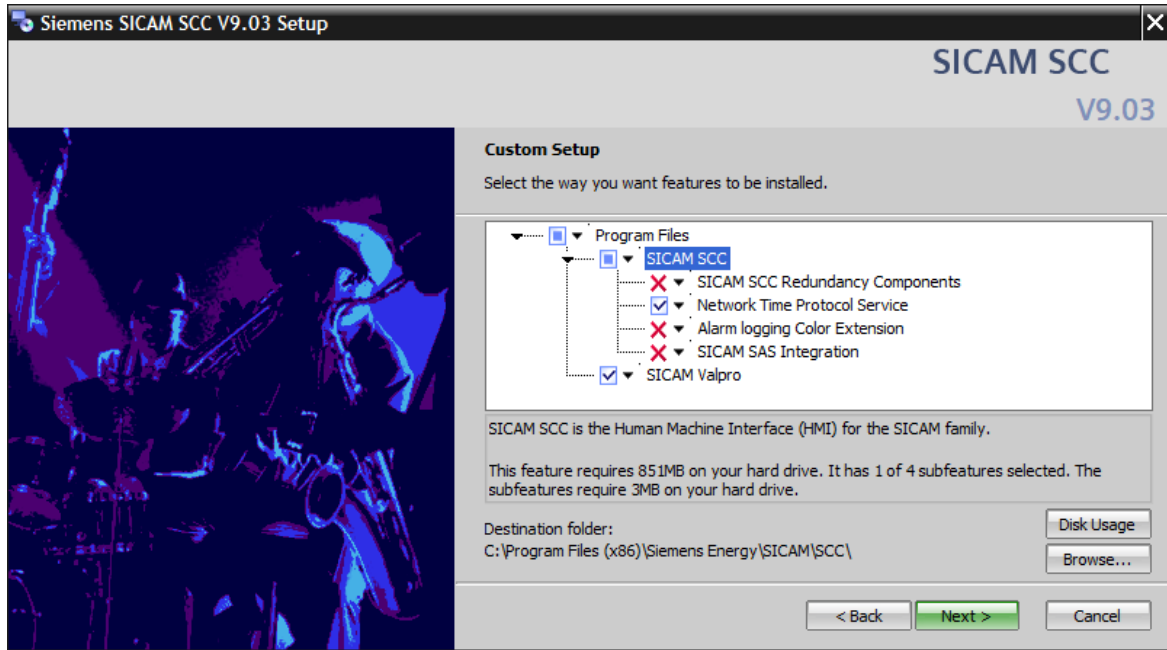 Siemens SICAM SCC V9.03 Setup
SICAM SCC
V9.03
Custom Setup
Select the way you want features to be installed.
Program Files
SICAM SCC
SICAM SCC Redundancy Components
Network Time Protocol Service
Alarm logging Color Extension
SICAM SAS Integration
SICAM Valpro
SICAM SCC is the Human Machine Interface (HMI) for the SICAM family.
This feature requires 851MB on your hard drive. It has 1 of 4 subfeatures selected. The
subfeatures require 3MB on your hard drive.
Destination folder:
C:\Program Files (x86)\Siemens Energy\SICAM\SCC\
Disk Usage
Browse...
< Back
Next >
Cancel